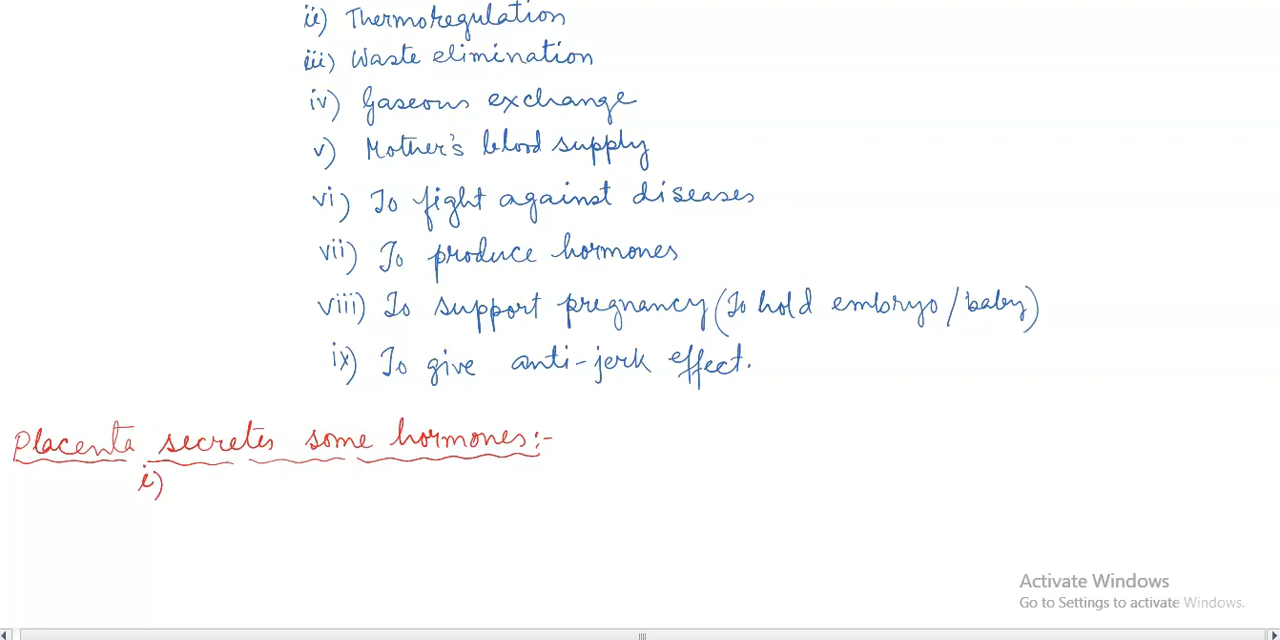 ii) Thermoregulation
iii) Waste elimination
iv) Gaseous exchange
v) Mother's blood supply
vi) To fight against diseases
vii) To produce hormones
viii) To support pregnancy (To hold embryo/baby)
ix) To give anti-jerk effect.
Placenta secretes some hormones:-
i)
Activate Windows
Go to Settings to activate Windows.